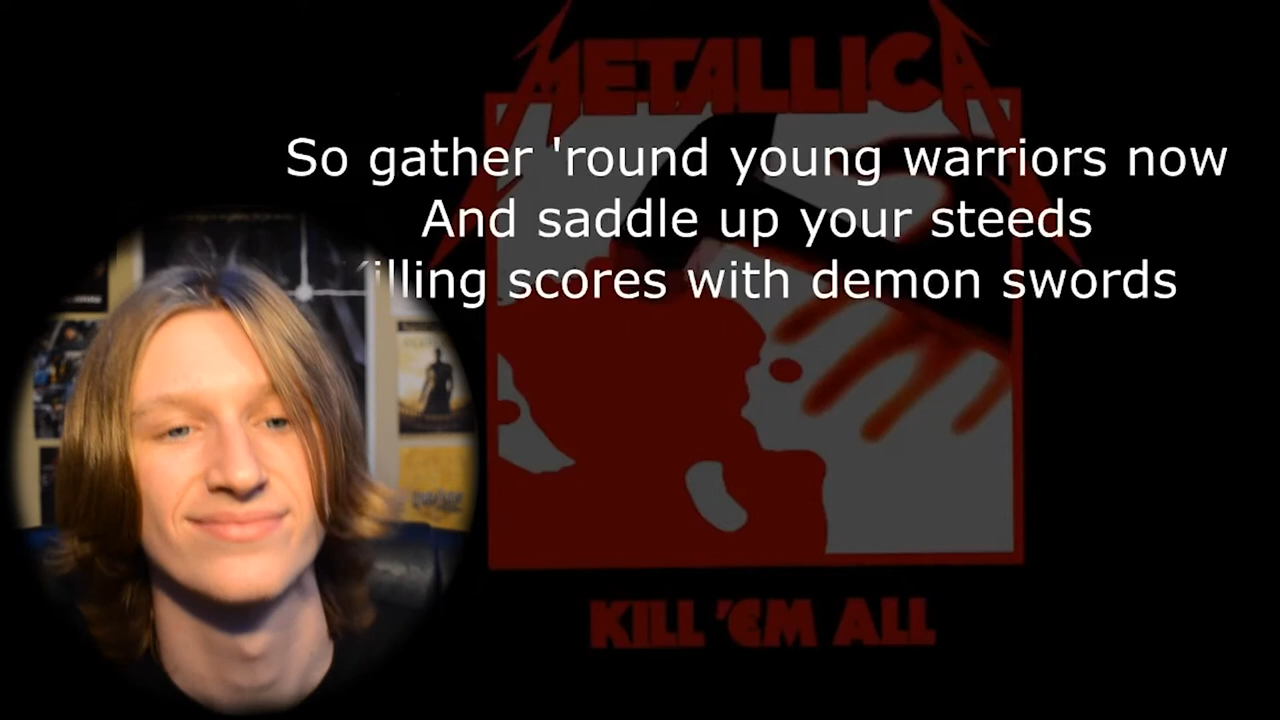 METALLICA
So gather 'round young warriors now
And saddle up your steeds
illing scores with demon swords
KILL 'EM ALL